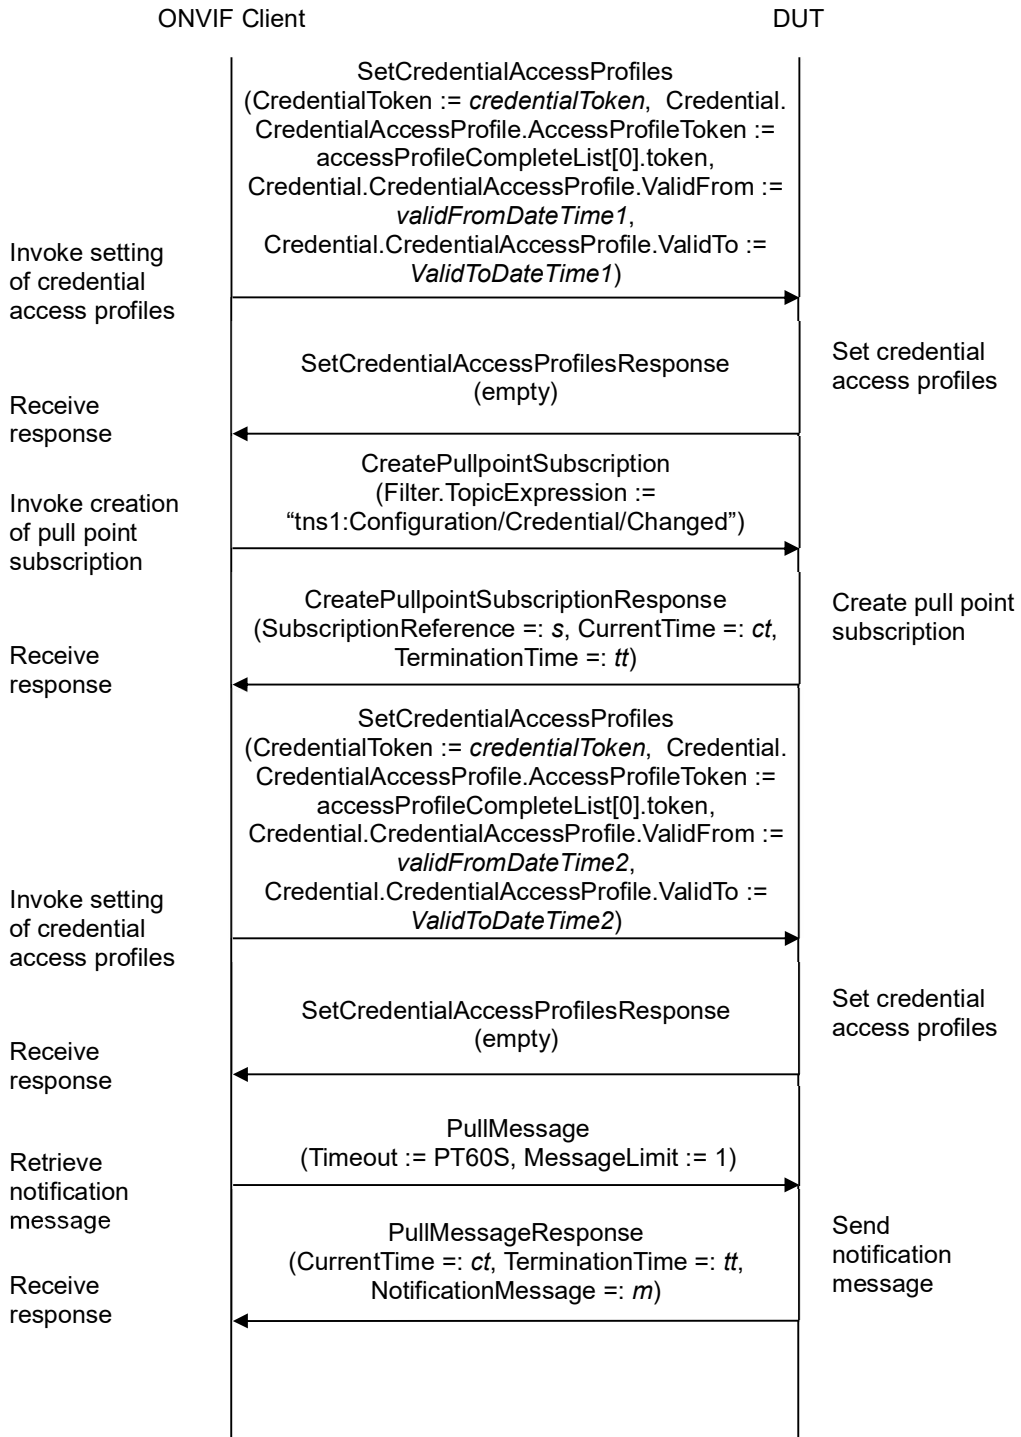 ONVIF Client
DUT
SetCredentialAccessProfiles
(CredentialToken := credentialToken, Credential.
CredentialAccessProfile.AccessProfileToken :=
accessProfileCompleteList[0].token,
Credential.CredentialAccessProfile.ValidFrom :=
validFromDateTime1,
Credential.CredentialAccessProfile.ValidTo :=
ValidToDateTime1)
Invoke setting
of credential
access profiles
SetCredentialAccessProfilesResponse
(empty)
Set credential
access profiles
Receive
response
CreatePullpointSubscription
(Filter.TopicExpression :=
“tns1:Configuration/Credential/Changed”)
Invoke creation
of pull point
subscription
CreatePullpointSubscriptionResponse
(SubscriptionReference =: s, CurrentTime =: ct,
TerminationTime =: tt)
Create pull point
subscription
Receive
response
SetCredentialAccessProfiles
(CredentialToken := credentialToken, Credential.
CredentialAccessProfile.AccessProfileToken :=
accessProfileCompleteList[0].token,
Credential.CredentialAccessProfile.ValidFrom :=
validFromDateTime2,
Credential.CredentialAccessProfile.ValidTo :=
ValidToDateTime2)
Invoke setting
of credential
access profiles
SetCredentialAccessProfilesResponse
(empty)
Set credential
access profiles
Receive
response
PullMessage
(Timeout := PT60S, MessageLimit := 1)
Retrieve
notification
message
PullMessageResponse
(CurrentTime =: ct, TerminationTime =: tt,
NotificationMessage =: m)
Send
notification
message
Receive
response